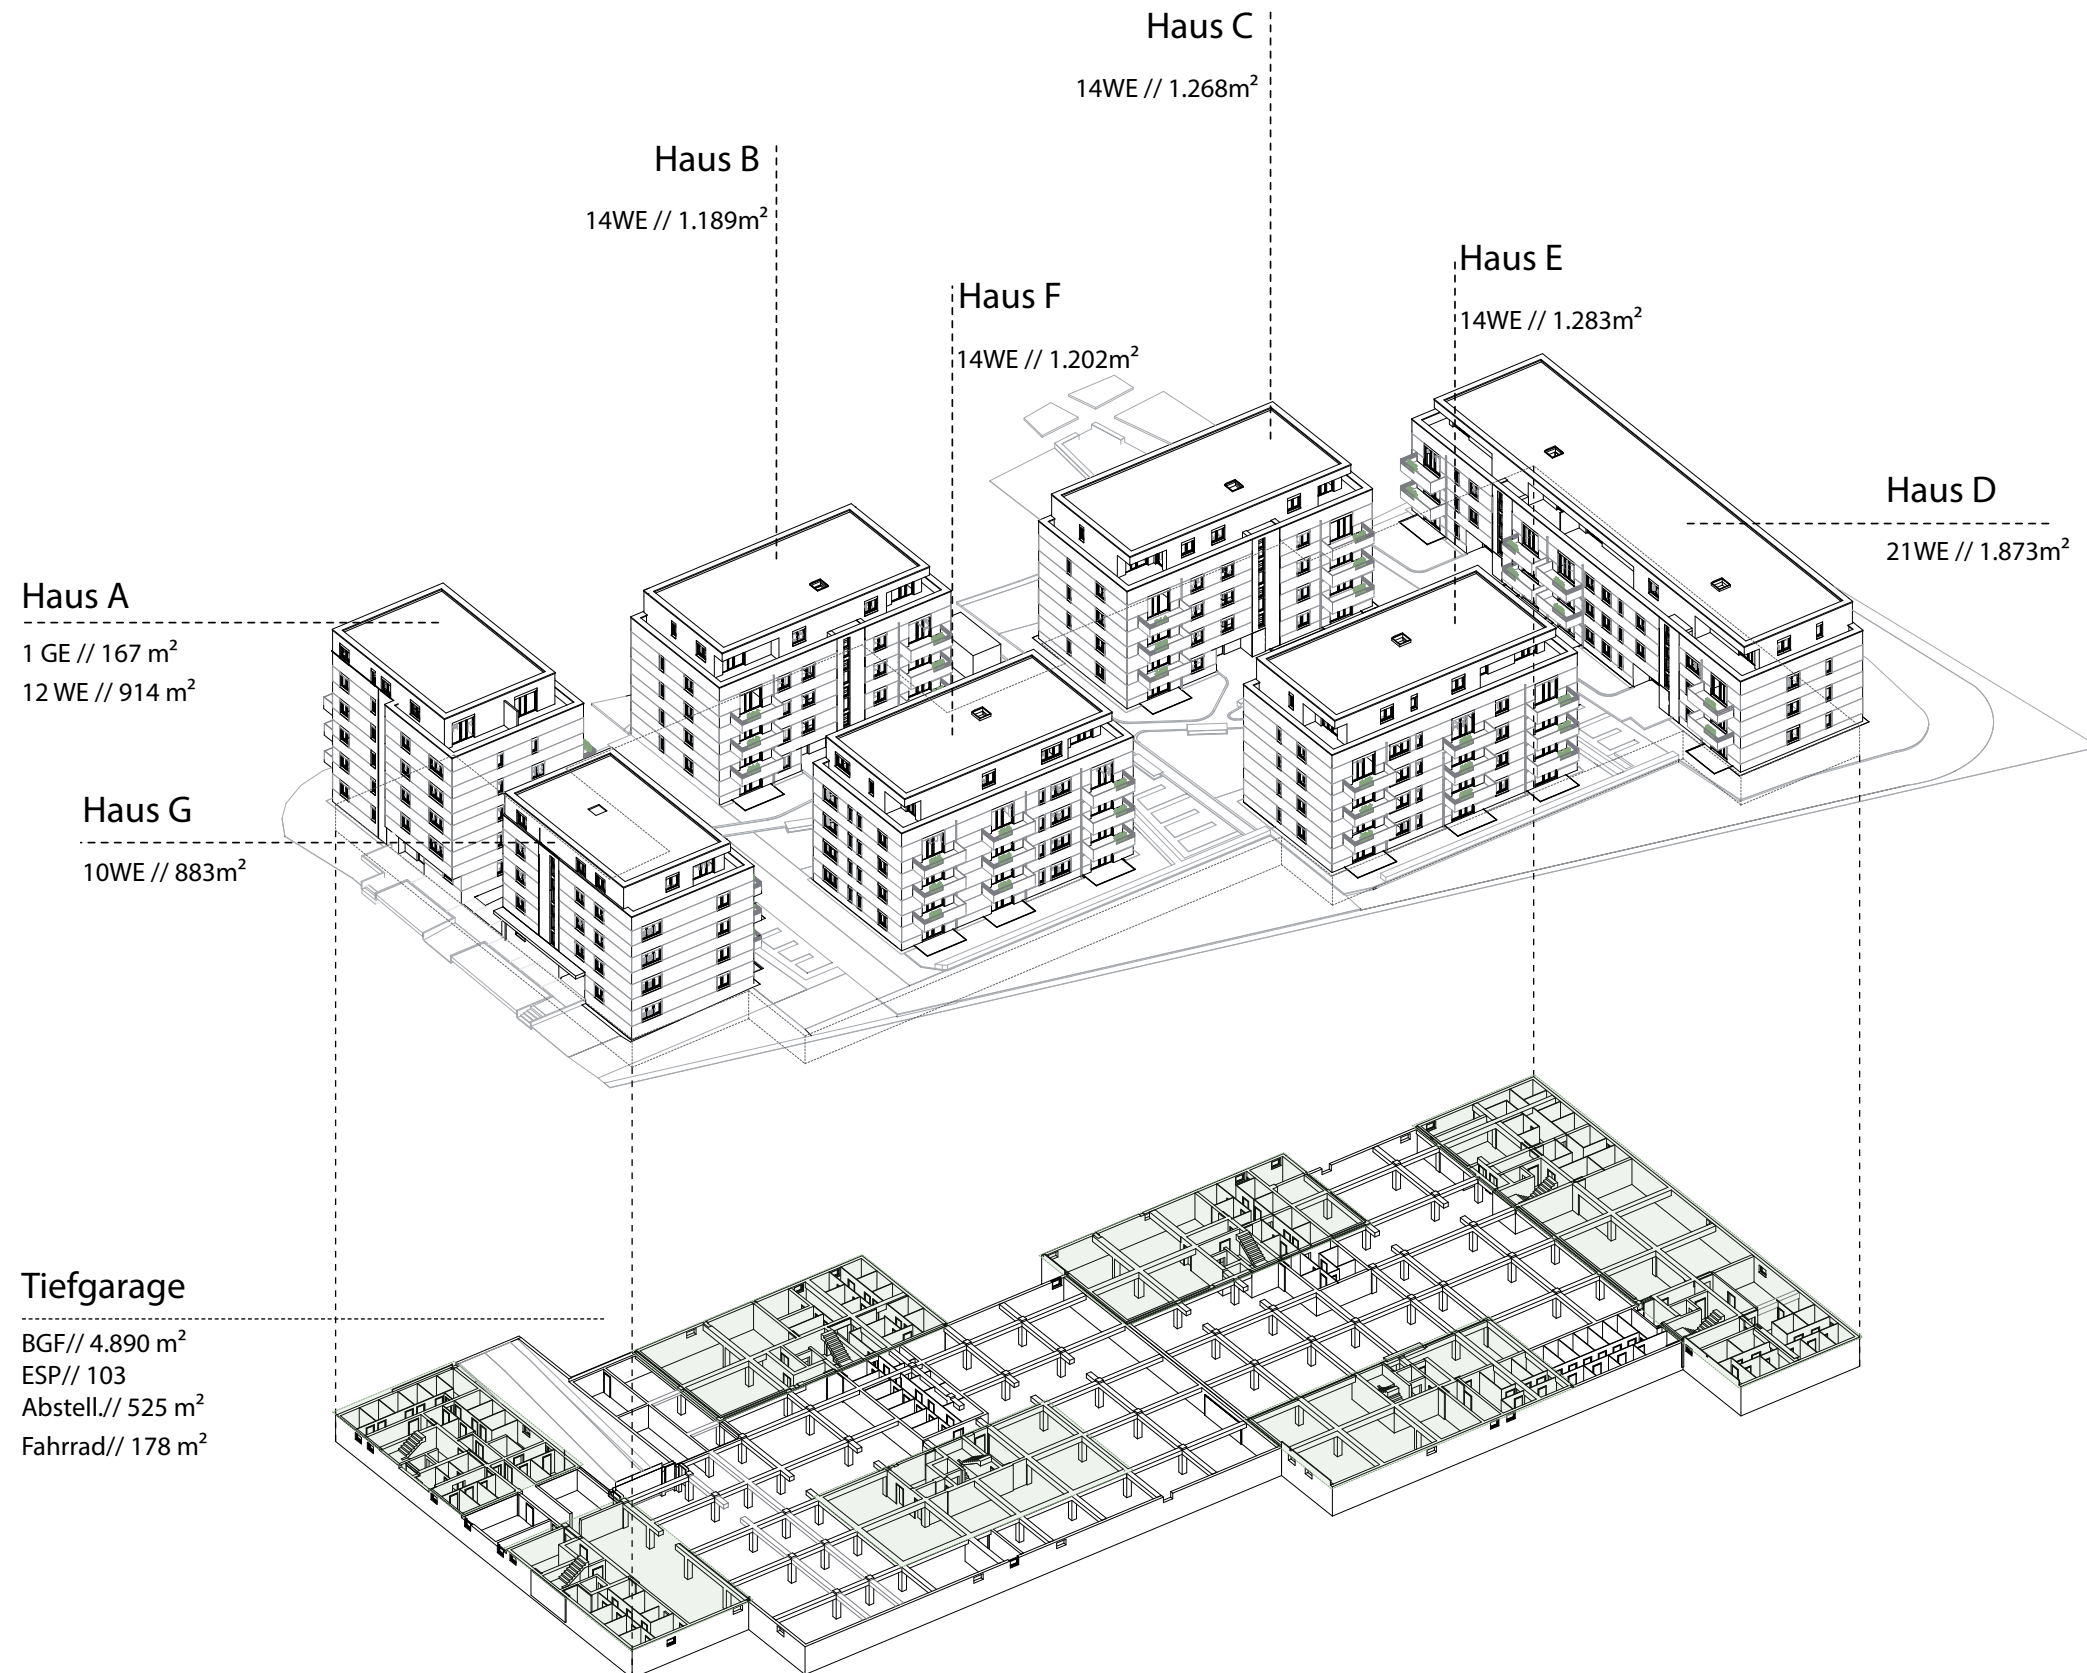 Haus C
14WE // 1.268m²
Haus B
14WE // 1.189m²
Haus E
14WE // 1.283m²
Haus F
14WE // 1.202m²
Haus D
21WE // 1.873m²
Haus A
1 GE // 167 m²
12 WE // 914 m²
Haus G
10WE // 883m²
Tiefgarage
BGF// 4.890 m²
ESP// 103
Abstell.// 525 m²
Fahrrad// 178 m²